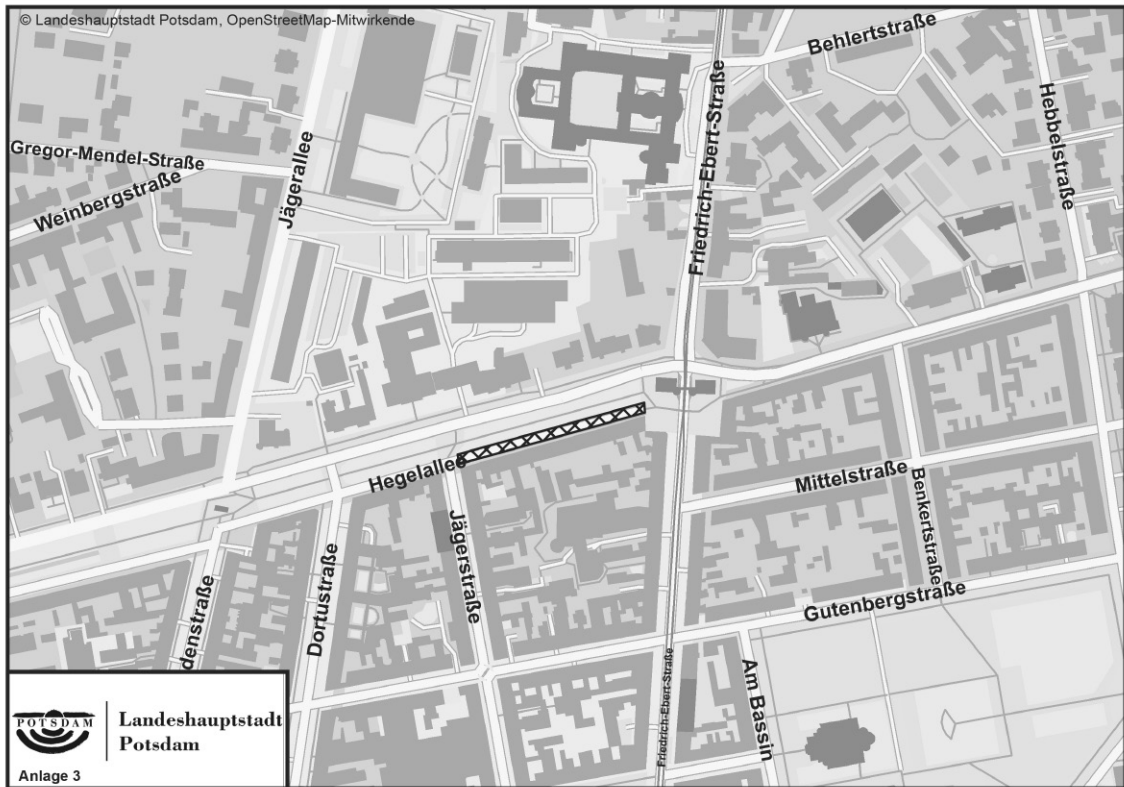 © Landeshauptstadt Potsdam, OpenStreetMap-Mitwirkende
Behlertstraße
Friedrich-Ebert-Straße
Hebbelstraße
Gregor-Mendel-Straße
Weinbergstraße
Jägerallee
Hegelallee
Mittelstraße
Benkertstraße
Jägerstraße
Dortustraße
Gutenbergstraße
denstraße
Am Bassin
Friedrich-Ebert-Straße
POTSDAM
Landeshauptstadt
Potsdam
Anlage 3